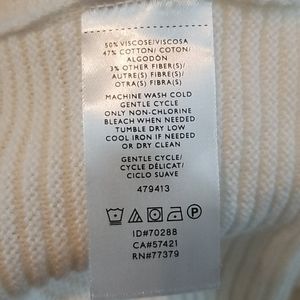 50% VISCOSE/VISCOSA
47% COTTON/ COTON/
ALGODÓN
3% OTHER FIBER(S)/
AUTRE(S) FIBRE(S)/
OTRA(S) FIBRA(S)
MACHINE WASH COLD
GENTLE CYCLE
ONLY NON-CHLORINE
BLEACH WHEN NEEDED
TUMBLE DRY LOW
COOL IRON IF NEEDED
OR DRY CLEAN
GENTLE CYCLE/
CYCLE DÉLICAT/
CICLO SUAVE
479413
ID#70288
CA#57421
RN#77379